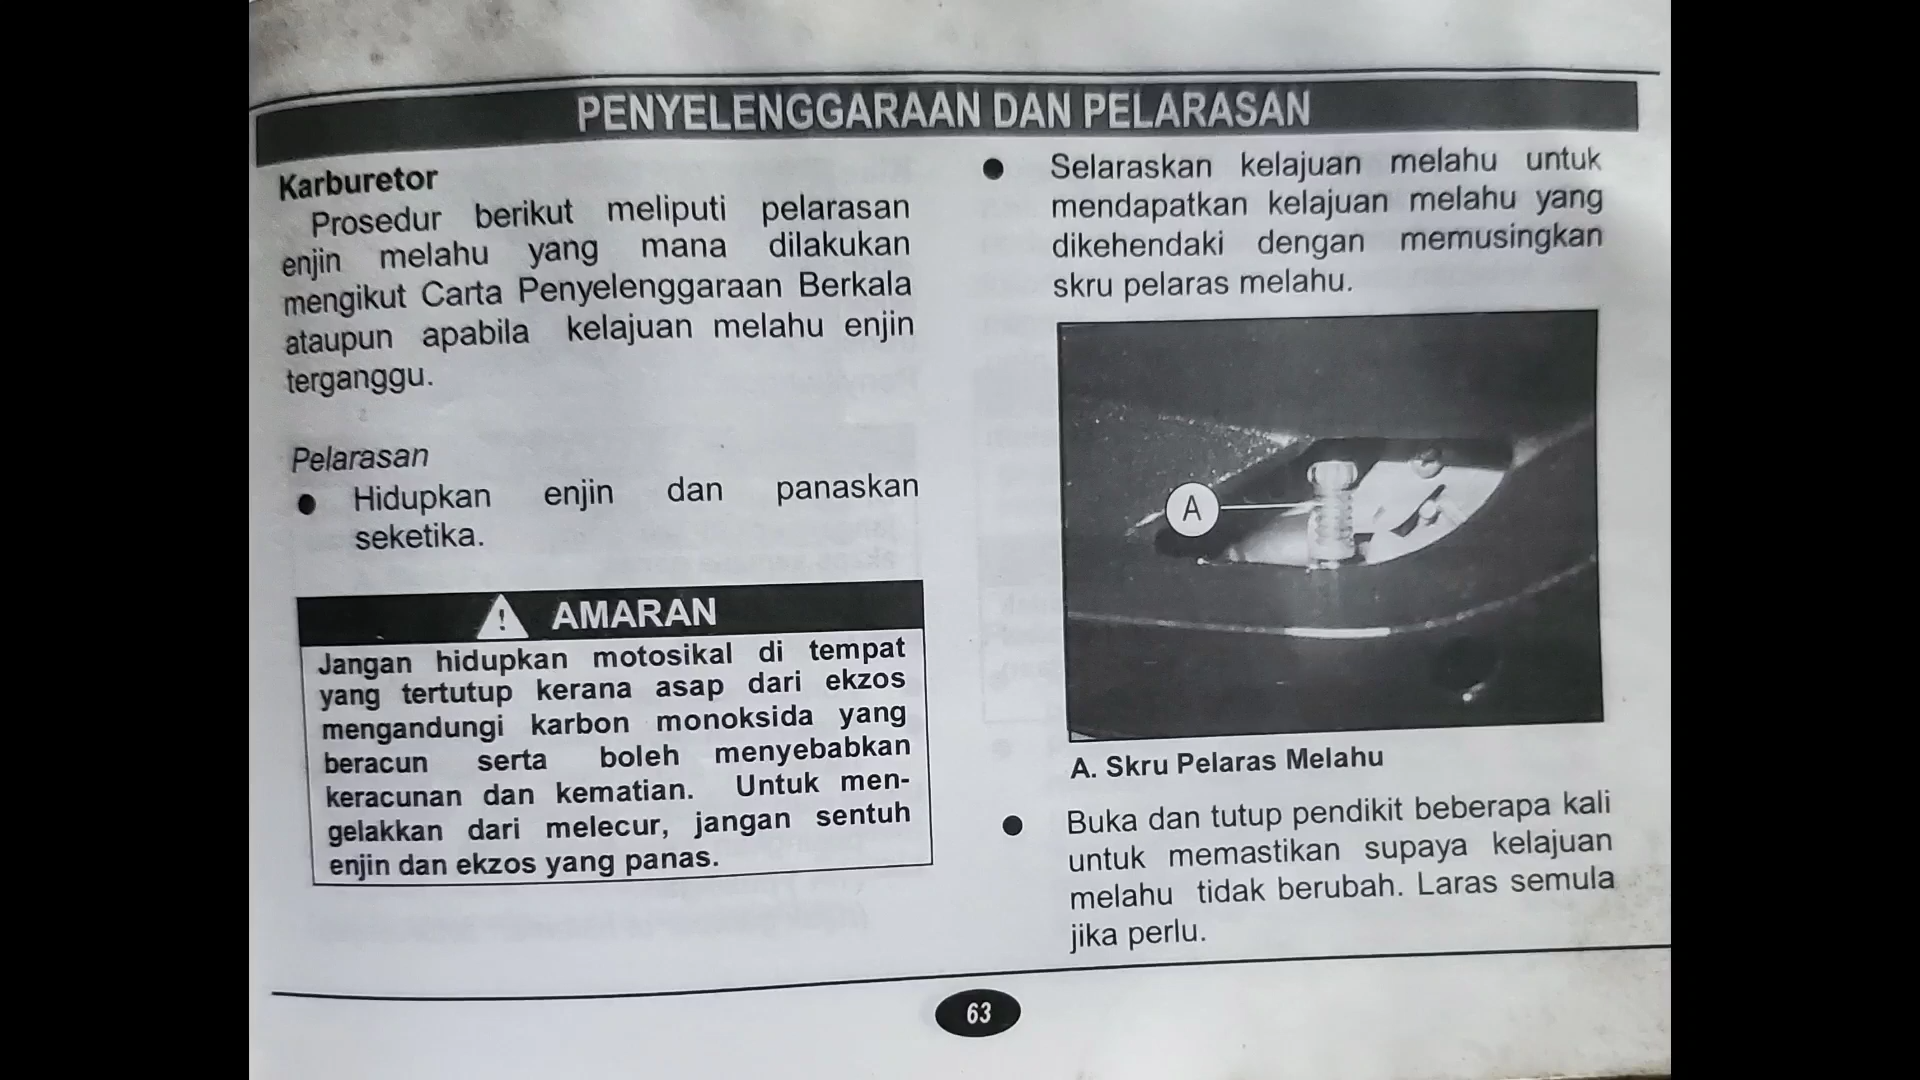 PENYELENGGARAAN DAN PELARASAN
Karburetor
Prosedur berikut meliputi pelarasan
enjin melahu yang mana dilakukan
mengikut Carta Penyelenggaraan Berkala
ataupun apabila kelajuan melahu enjin
terganggu.
Pelarasan
● Hidupkan enjin dan panaskan
seketika.
AMARAN
Jangan hidupkan motosikal di tempat
yang tertutup kerana asap dari ekzos
mengandungi karbon monoksida yang
beracun serta boleh menyebabkan
keracunan dan kematian. Untuk men-
gelakkan dari melecur, jangan sentuh
enjin dan ekzos yang panas.
● Selaraskan kelajuan melahu untuk
mendapatkan kelajuan melahu yang
dikehendaki dengan memusingkan
skru pelaras melahu.
A
A. Skru Pelaras Melahu
● Buka dan tutup pendikit beberapa kali
untuk memastikan supaya kelajuan
melahu tidak berubah. Laras semula
jika perlu.
63